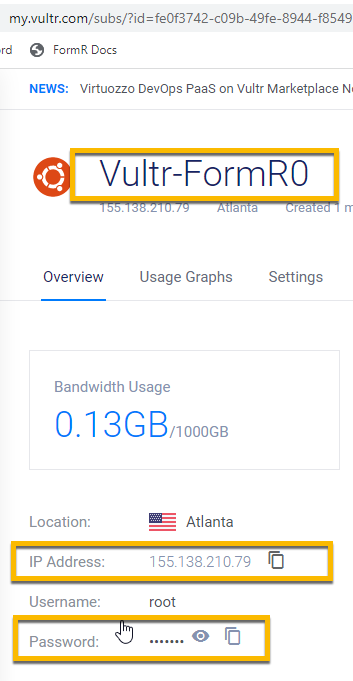 my.vultr.com/subs/?id=fe0f3742-c09b-49fe-8944-f8549
ord FormR Docs
NEWS: Virtuozzo DevOps PaaS on Vultr Marketplace Ne
Vultr-FormR0
155.138.210.79 Atlanta Created 1 m
Overview Usage Graphs Settings
Bandwidth Usage
0.13GB/1000GB
Location: Atlanta
IP Address: 155.138.210.79
Username: root
Password: •••••••